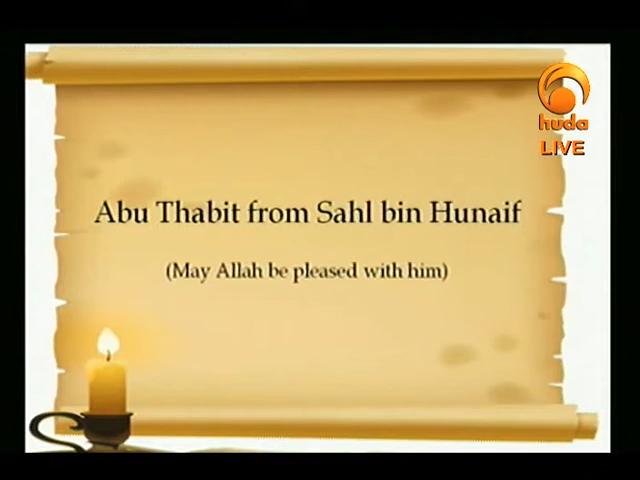 huda
LIVE
Abu Thabit from Sahl bin Hunaif
(May Allah be pleased with him)